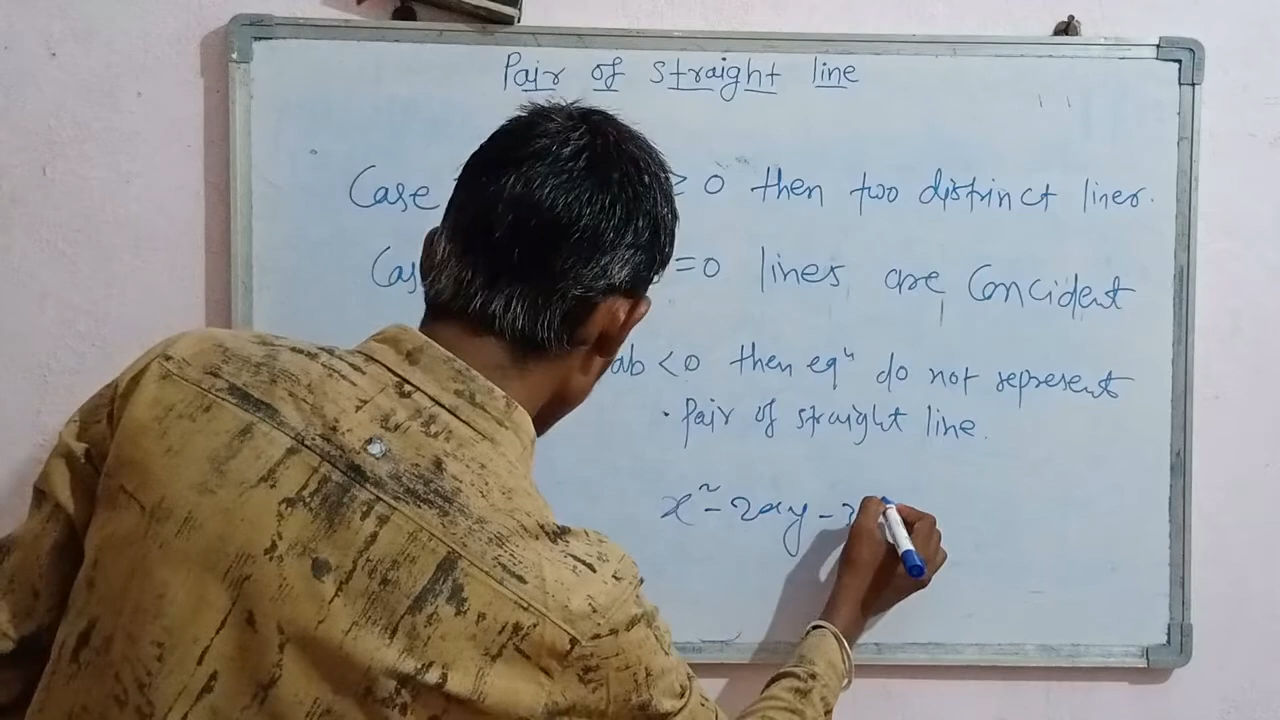 Pair of straight line
Case ≥ 0 then two distinct lines.
Cas =0 lines are Concident
ab < 0 then eqⁿ do not represent
· Pair of straight line.
x² - 2xy - 3